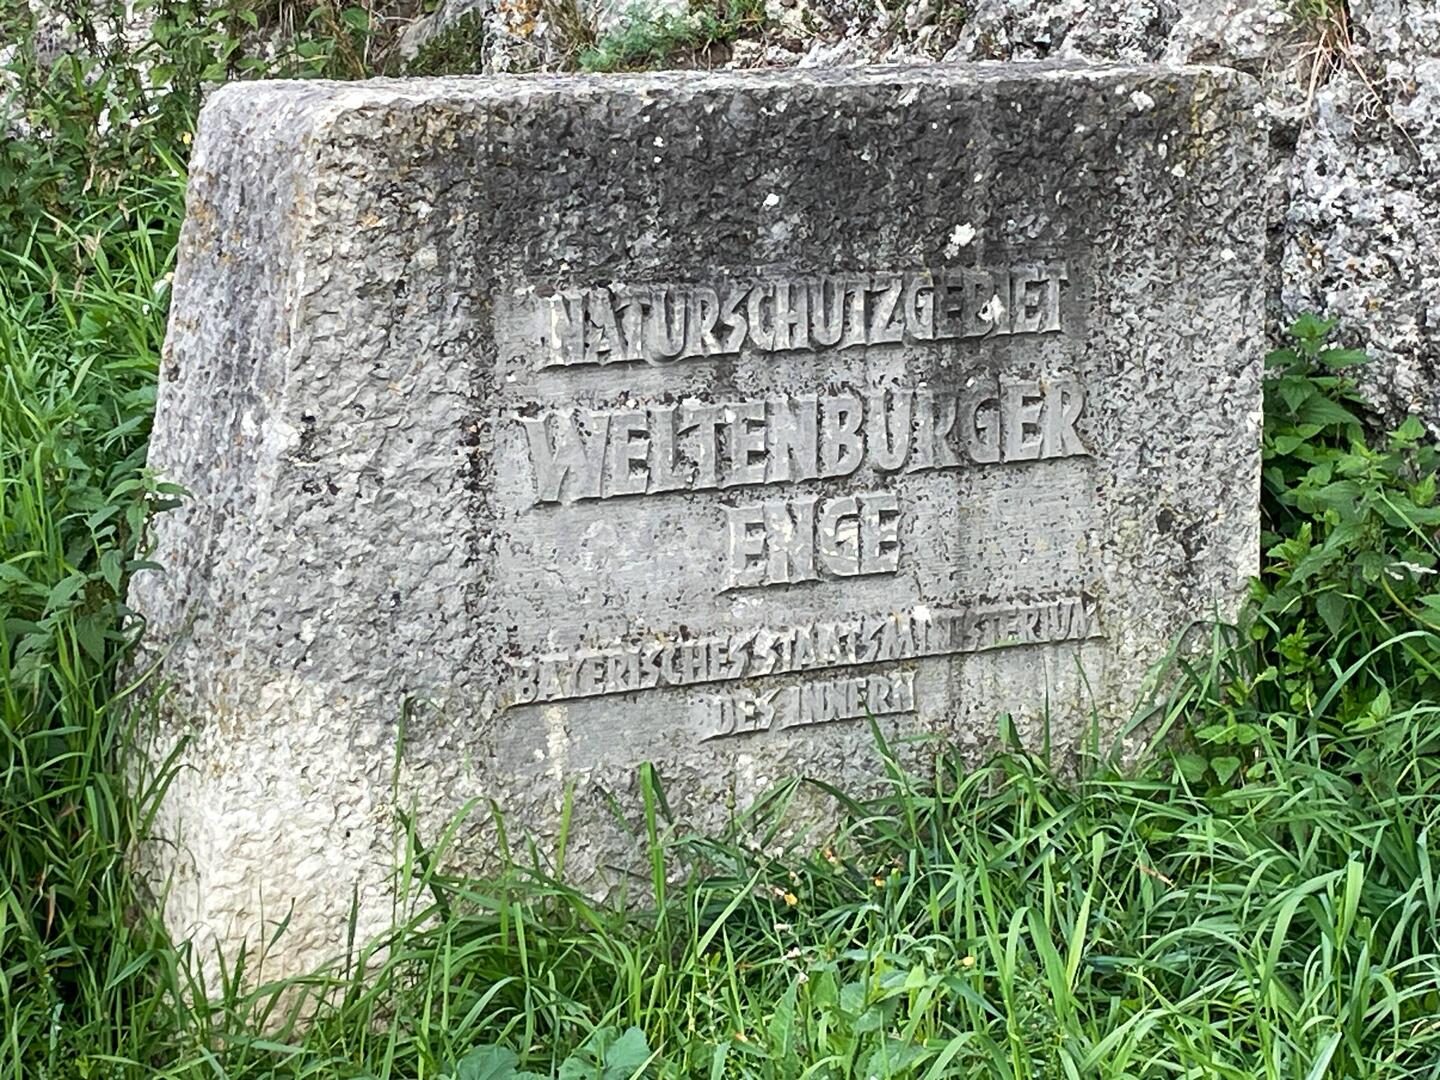 NATURSCHUTZGEBIET
WELTENBURGER
ENGE
BAYERISCHES STAATSMINISTERIUM
DES INNERN